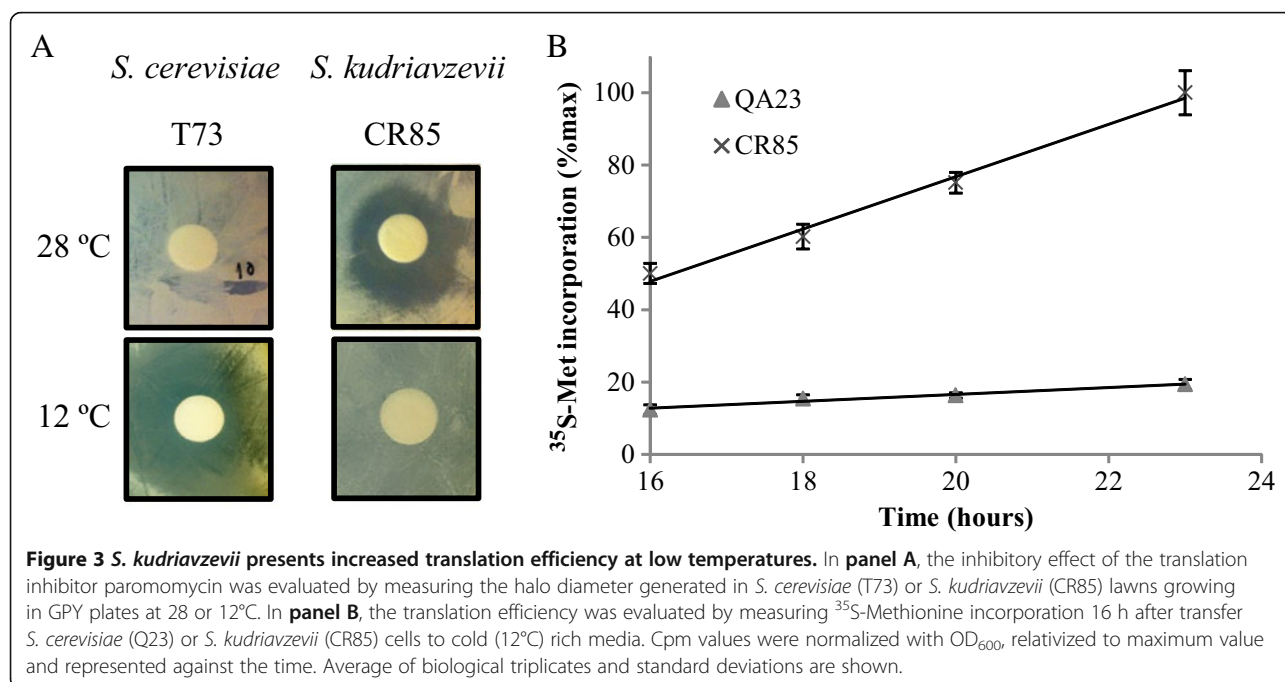 A
S. cerevisiae S. kudriavzevii
T73 CR85
28 ºC
10
12 ºC
B
QA23
CR85
³⁵S-Met incorporation (%max)
100
80
60
40
20
0
16 18 20 22 24
Time (hours)
Figure 3 S. kudriavzevii presents increased translation efficiency at low temperatures. In panel A, the inhibitory effect of the translation
inhibitor paromomycin was evaluated by measuring the halo diameter generated in S. cerevisiae (T73) or S. kudriavzevii (CR85) lawns growing
in GPY plates at 28 or 12°C. In panel B, the translation efficiency was evaluated by measuring ³⁵S-Methionine incorporation 16 h after transfer
S. cerevisiae (Q23) or S. kudriavzevii (CR85) cells to cold (12°C) rich media. Cpm values were normalized with OD₆₀₀, relativized to maximum value
and represented against the time. Average of biological triplicates and standard deviations are shown.